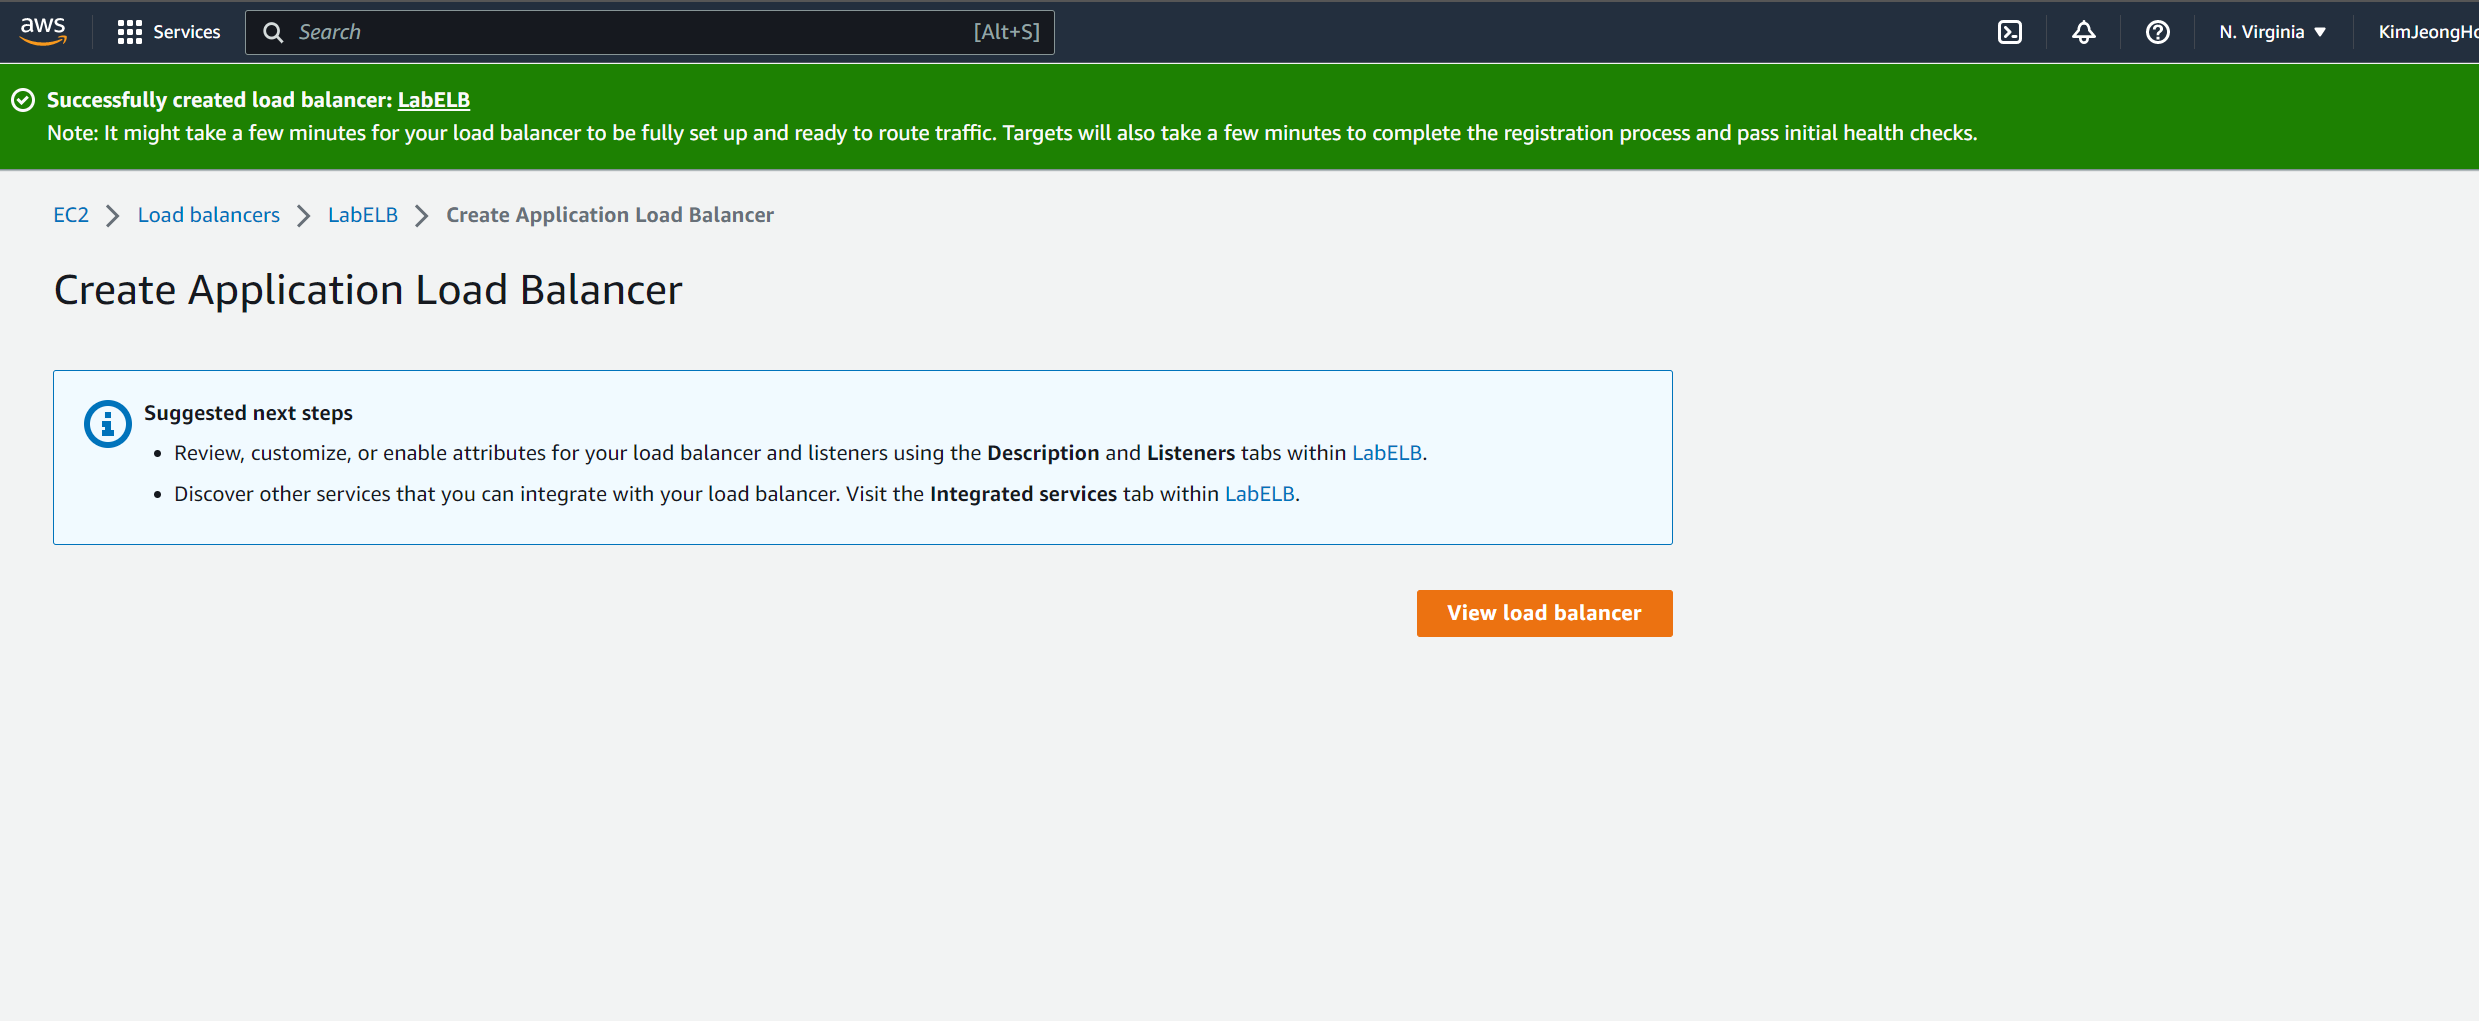 aws
Services
Search
[Alt+S]
N. Virginia
KimJeongHo
Successfully created load balancer: LabELB
Note: It might take a few minutes for your load balancer to be fully set up and ready to route traffic. Targets will also take a few minutes to complete the registration process and pass initial health checks.
EC2 > Load balancers > LabELB > Create Application Load Balancer
Create Application Load Balancer
Suggested next steps
• Review, customize, or enable attributes for your load balancer and listeners using the Description and Listeners tabs within LabELB.
• Discover other services that you can integrate with your load balancer. Visit the Integrated services tab within LabELB.
View load balancer